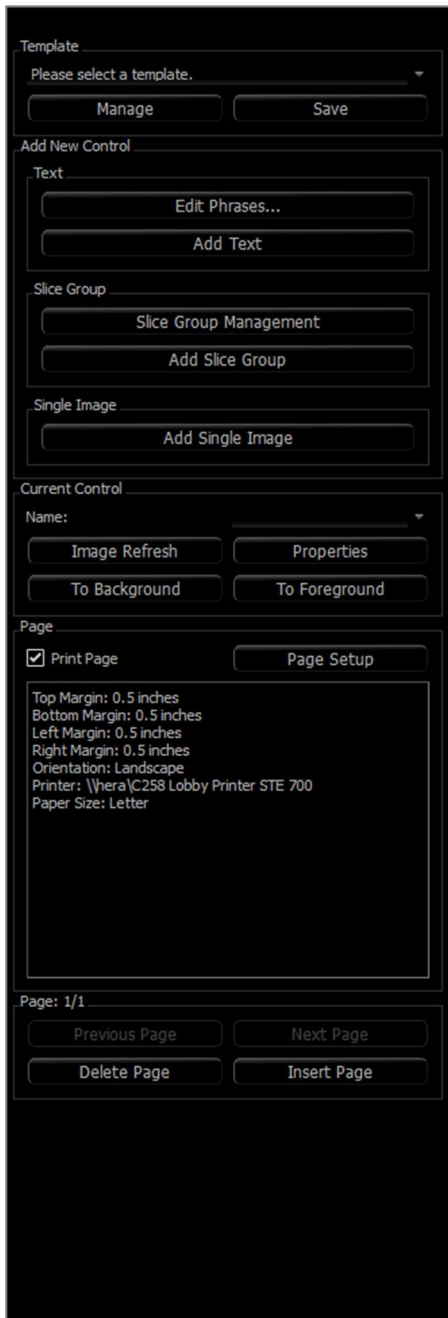 Template
Please select a template.
Manage Save
Add New Control
Text
Edit Phrases...
Add Text
Slice Group
Slice Group Management
Add Slice Group
Single Image
Add Single Image
Current Control
Name:
Image Refresh Properties
To Background To Foreground
Page
Print Page Page Setup
Top Margin: 0.5 inches
Bottom Margin: 0.5 inches
Left Margin: 0.5 inches
Right Margin: 0.5 inches
Orientation: Landscape
Printer: \\hera\C258 Lobby Printer STE 700
Paper Size: Letter
Page: 1/1
Previous Page Next Page
Delete Page Insert Page